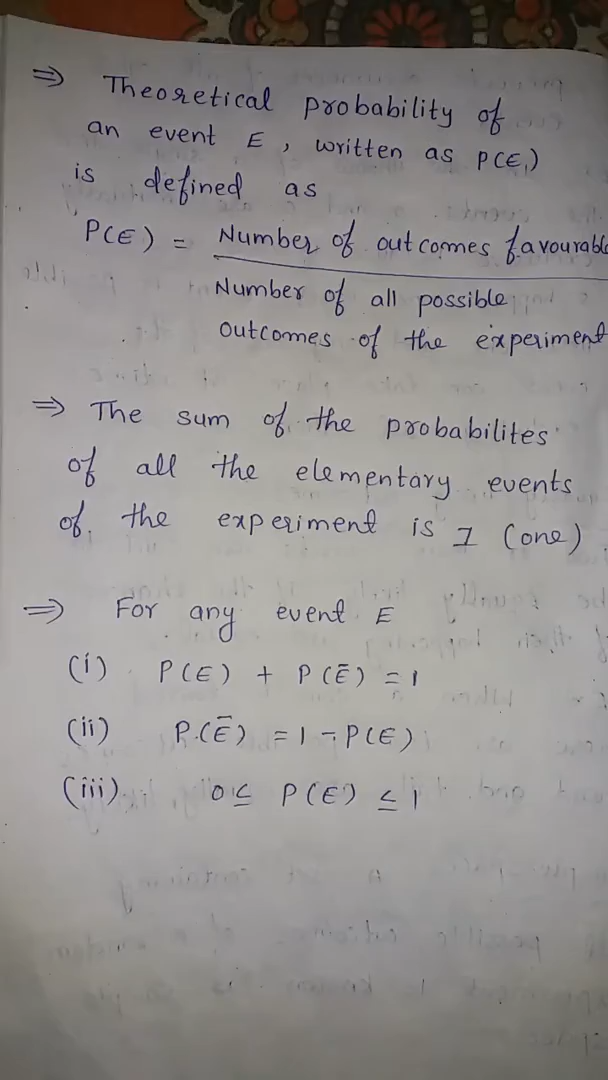 ⇒ Theoretical probability of
an event E, written as P(E)
is defined as
P(E) = Number of outcomes favourable
Number of all possible
outcomes of the experiment
⇒ The sum of the probabilites
of all the elementary events
of the experiment is 1 (one)
⇒ For any event E
(i) P(E) + P(Ē) = 1
(ii) P(Ē) = 1 - P(E)
(iii) 0 ≤ P(E) ≤ 1